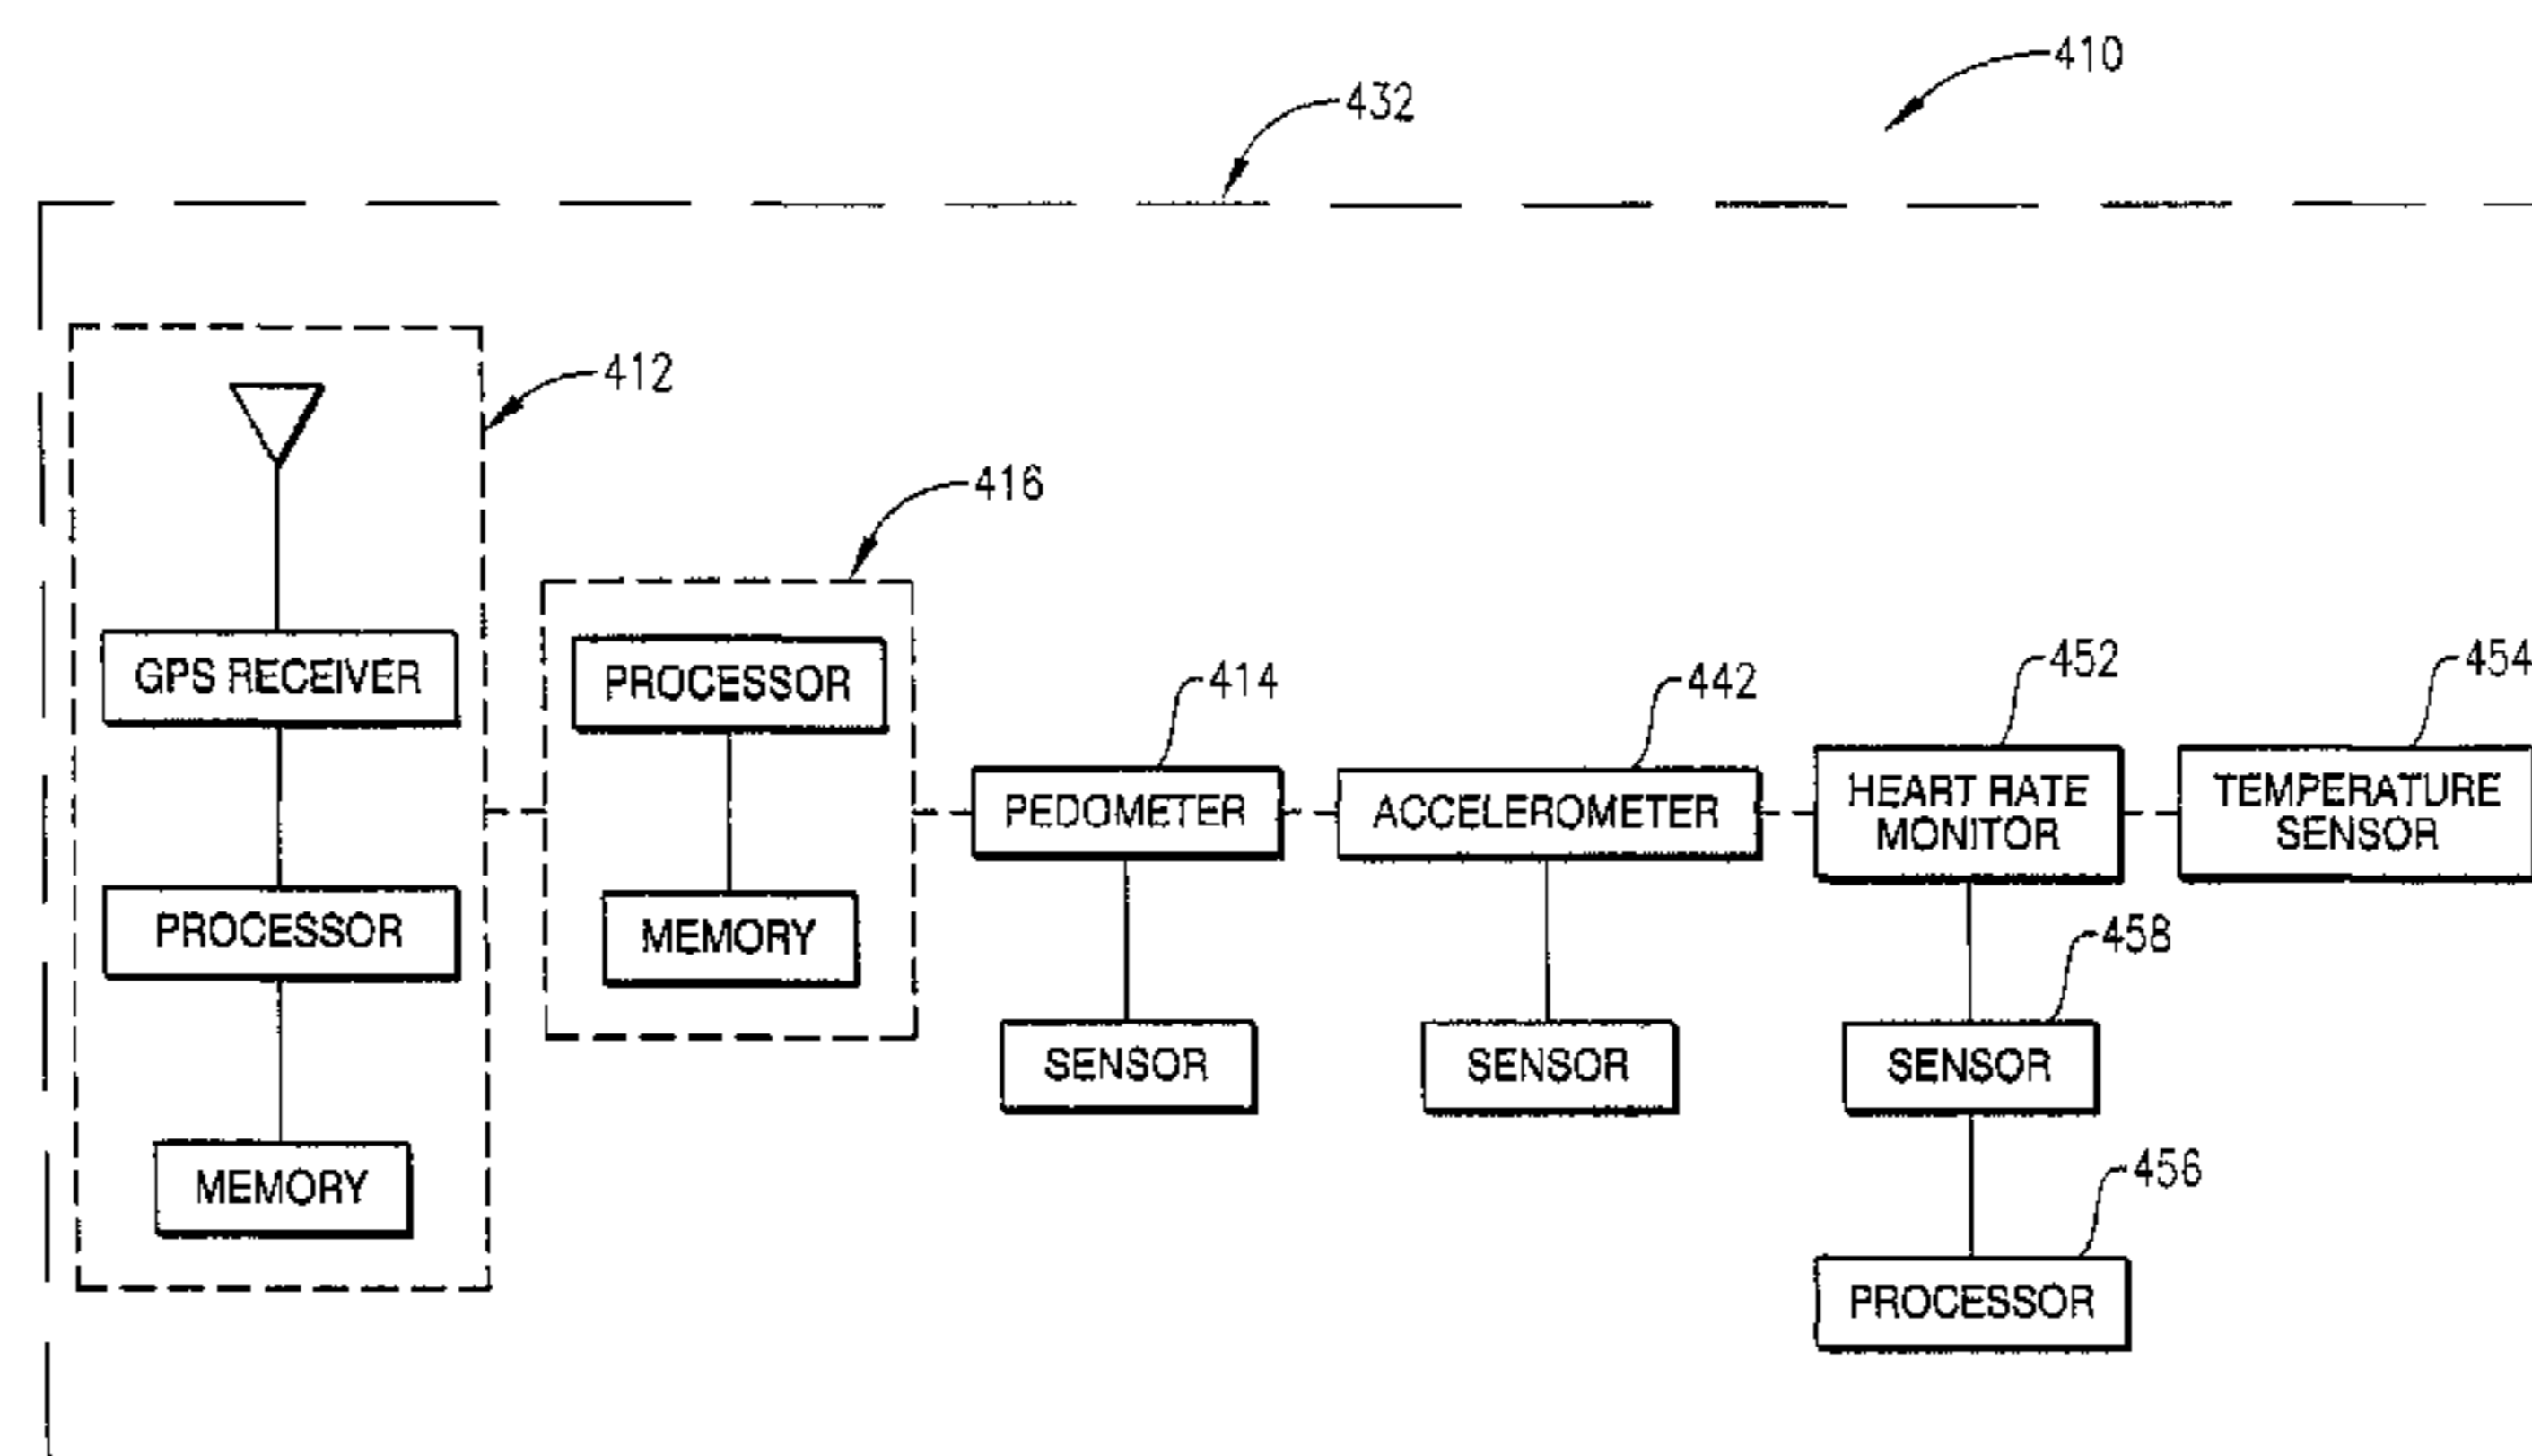 410
432
412
416
GPS RECEIVER
PROCESSOR
MEMORY
PROCESSOR
MEMORY
414
PEDOMETER
SENSOR
442
ACCELEROMETER
SENSOR
452
HEART RATE
MONITOR
458
SENSOR
456
PROCESSOR
454
TEMPERATURE
SENSOR